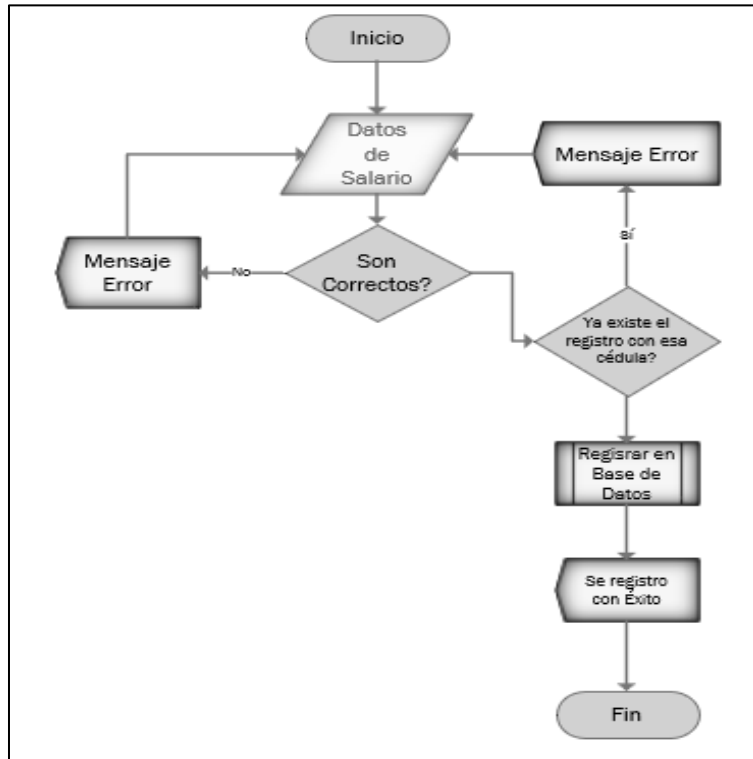 Inicio
Datos
de
Salario
Mensaje Error
Mensaje
Error
No
Son
Correctos?
Sí
Ya existe el
registro con esa
cédula?
Regisrar en
Base de
Datos
Se registro
con Éxito
Fin